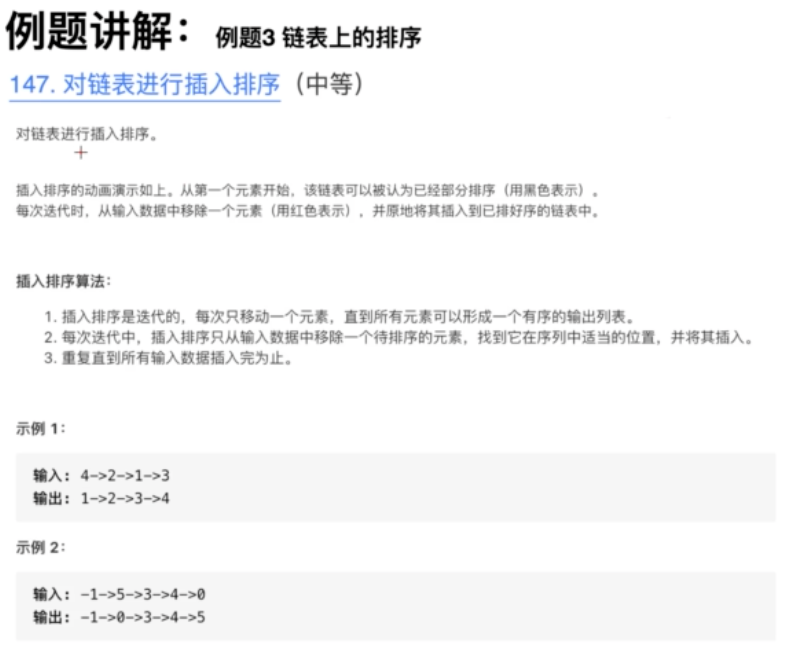 例题讲解： 例题3 链表上的排序
147. 对链表进行插入排序（中等）
对链表进行插入排序。
插入排序的动画演示如上。从第一个元素开始，该链表可以被认为已经部分排序（用黑色表示）。
每次迭代时，从输入数据中移除一个元素（用红色表示），并原地将其插入到已排好序的链表中。
插入排序算法：
1. 插入排序是迭代的，每次只移动一个元素，直到所有元素可以形成一个有序的输出列表。
2. 每次迭代中，插入排序只从输入数据中移除一个待排序的元素，找到它在序列中适当的位置，并将其插入。
3. 重复直到所有输入数据插入完为止。
示例 1：
输入: 4->2->1->3
输出: 1->2->3->4
示例 2：
输入: -1->5->3->4->0
输出: -1->0->3->4->5